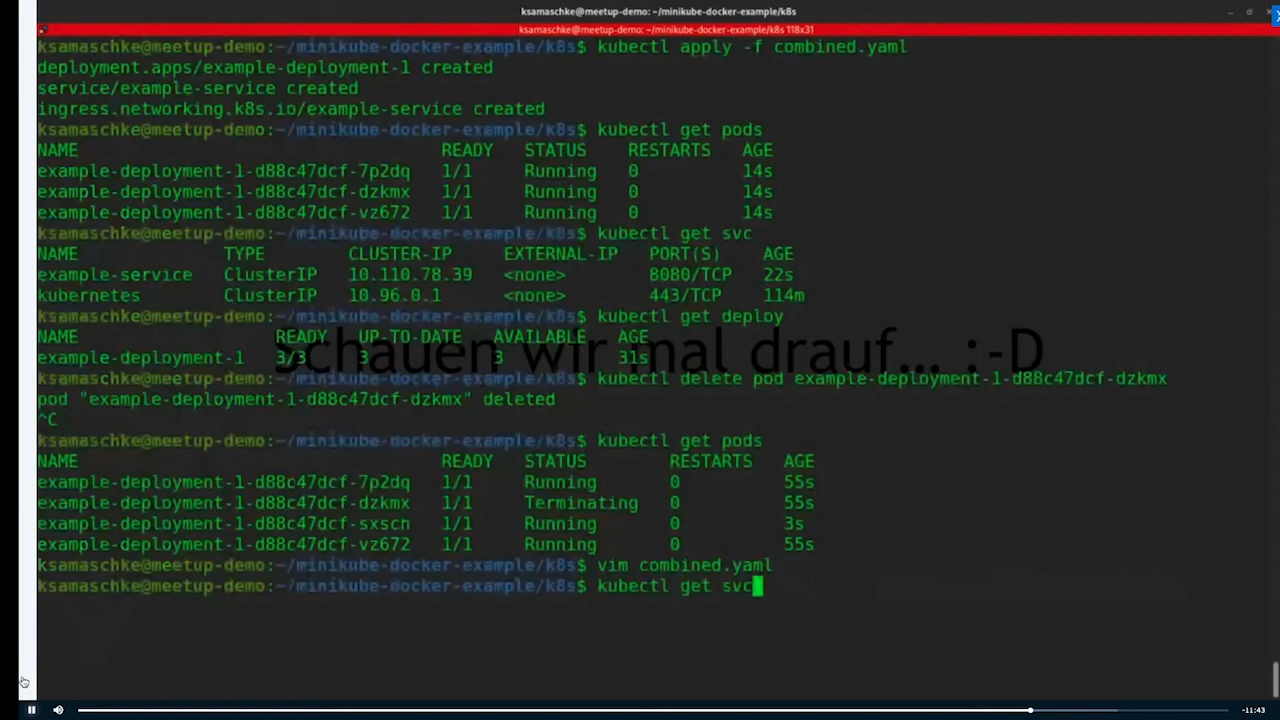 ksamaschke@meetup-demo: ~/minikube-docker-example/k8s
ksamaschke@meetup-demo: ~/minikube-docker-example/k8s 118x31
ksamaschke@meetup-demo:~/minikube-docker-example/k8s$ kubectl apply -f combined.yaml
deployment.apps/example-deployment-1 created
service/example-service created
ingress.networking.k8s.io/example-service created
ksamaschke@meetup-demo:~/minikube-docker-example/k8s$ kubectl get pods
NAME READY STATUS RESTARTS AGE
example-deployment-1-d88c47dcf-7p2dq 1/1 Running 0 14s
example-deployment-1-d88c47dcf-dzkmx 1/1 Running 0 14s
example-deployment-1-d88c47dcf-vz672 1/1 Running 0 14s
ksamaschke@meetup-demo:~/minikube-docker-example/k8s$ kubectl get svc
NAME TYPE CLUSTER-IP EXTERNAL-IP PORT(S) AGE
example-service ClusterIP 10.110.78.39 <none> 8080/TCP 22s
kubernetes ClusterIP 10.96.0.1 <none> 443/TCP 114m
ksamaschke@meetup-demo:~/minikube-docker-example/k8s$ kubectl get deploy
NAME READY UP-TO-DATE AVAILABLE AGE
example-deployment-1 3/3 3 3 31s
Schauen wir mal drauf... :-D
ksamaschke@meetup-demo:~/minikube-docker-example/k8s$ kubectl delete pod example-deployment-1-d88c47dcf-dzkmx
pod "example-deployment-1-d88c47dcf-dzkmx" deleted
^C
ksamaschke@meetup-demo:~/minikube-docker-example/k8s$ kubectl get pods
NAME READY STATUS RESTARTS AGE
example-deployment-1-d88c47dcf-7p2dq 1/1 Running 0 55s
example-deployment-1-d88c47dcf-dzkmx 1/1 Terminating 0 55s
example-deployment-1-d88c47dcf-sxsch 1/1 Running 0 3s
example-deployment-1-d88c47dcf-vz672 1/1 Running 0 55s
ksamaschke@meetup-demo:~/minikube-docker-example/k8s$ vim combined.yaml
ksamaschke@meetup-demo:~/minikube-docker-example/k8s$ kubectl get svc
-11:43